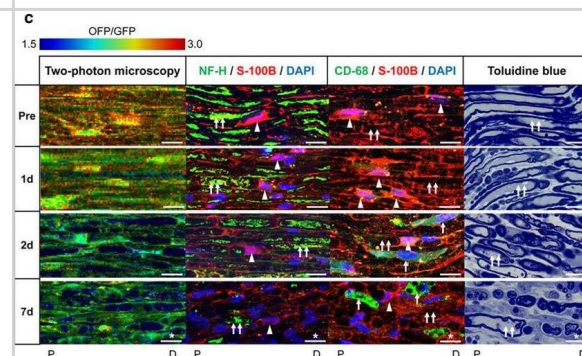 C
OFP/GFP
1.5 3.0
Two-photon microscopy NF-H / S-100B / DAPI CD-68 / S-100B / DAPI Toluidine blue
Pre
1d
2d
7d
* * *
P D P D P D P